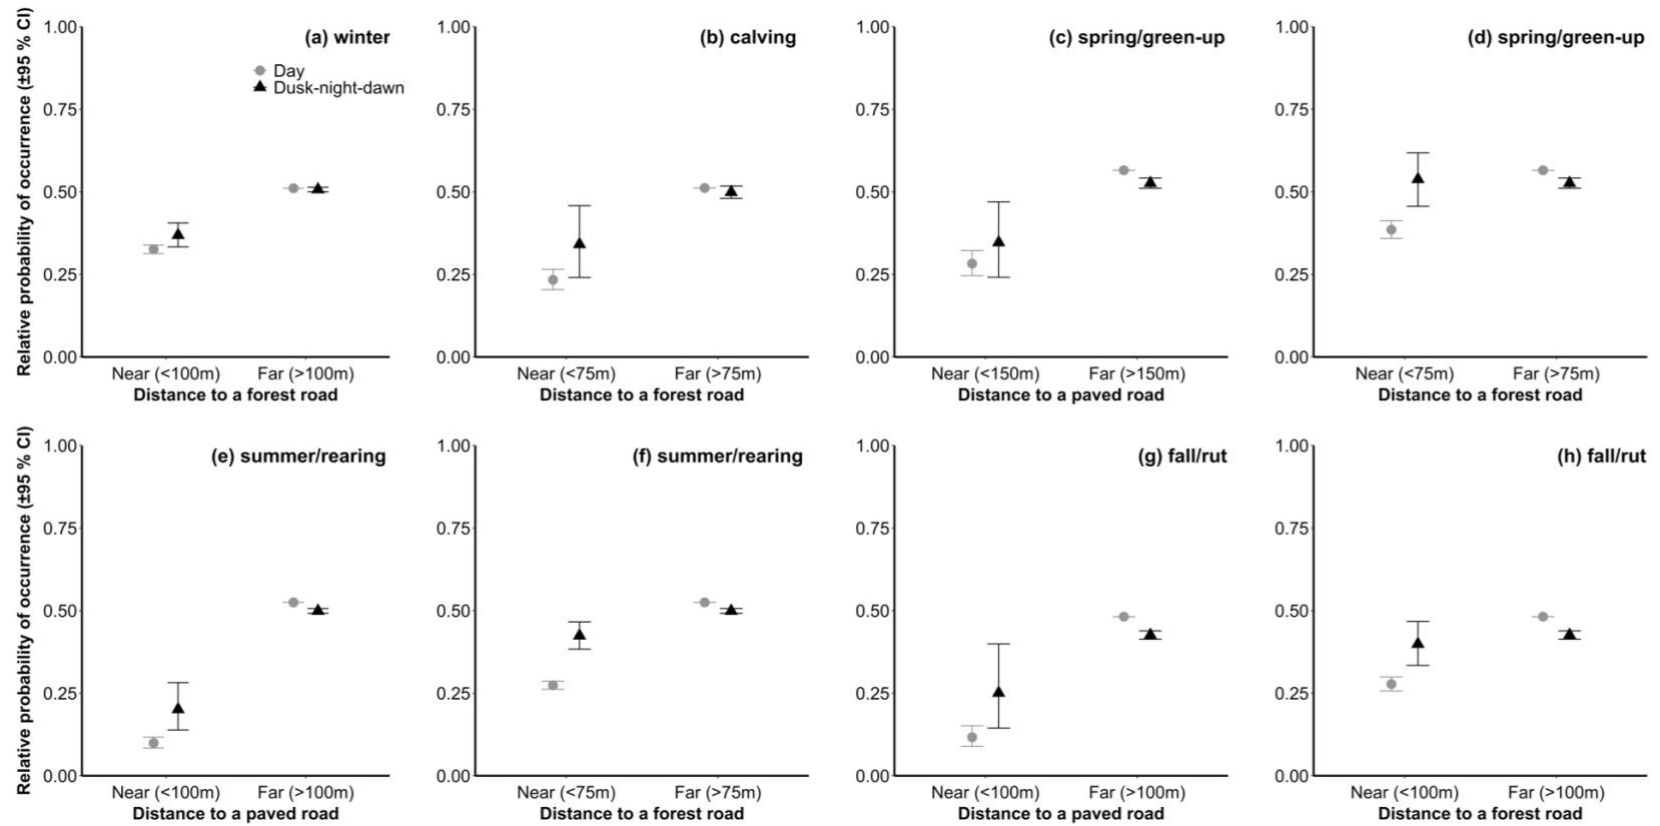 Relative probability of occurrence (±95 % CI)
1.00
0.75
0.50
0.25
0.00
(a) winter
Day
Dusk-night-dawn
Near (<100m)
Far (>100m)
Distance to a forest road
1.00
0.75
0.50
0.25
0.00
(b) calving
Near (<75m)
Far (>75m)
Distance to a forest road
1.00
0.75
0.50
0.25
0.00
(c) spring/green-up
Near (<150m)
Far (>150m)
Distance to a paved road
1.00
0.75
0.50
0.25
0.00
(d) spring/green-up
Near (<75m)
Far (>75m)
Distance to a forest road
Relative probability of occurrence (±95 % CI)
1.00
0.75
0.50
0.25
0.00
(e) summer/rearing
Near (<100m)
Far (>100m)
Distance to a paved road
1.00
0.75
0.50
0.25
0.00
(f) summer/rearing
Near (<75m)
Far (>75m)
Distance to a forest road
1.00
0.75
0.50
0.25
0.00
(g) fall/rut
Near (<100m)
Far (>100m)
Distance to a paved road
1.00
0.75
0.50
0.25
0.00
(h) fall/rut
Near (<100m)
Far (>100m)
Distance to a forest road